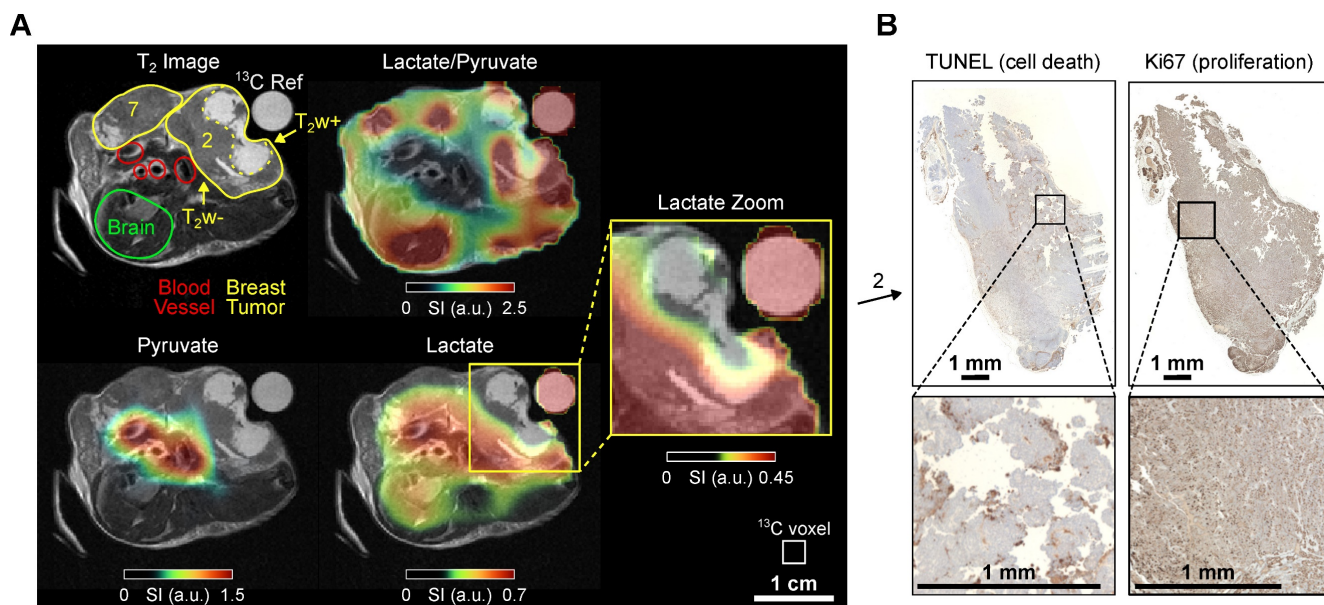 A
T2 Image
13C Ref
7
2
T2w+
T2w-
Brain
Blood Vessel
Breast Tumor
Lactate/Pyruvate
0 SI (a.u.) 2.5
Pyruvate
0 SI (a.u.) 1.5
Lactate
0 SI (a.u.) 0.7
Lactate Zoom
0 SI (a.u.) 0.45
13C voxel
1 cm
B
2
TUNEL (cell death)
1 mm
1 mm
Ki67 (proliferation)
1 mm
1 mm